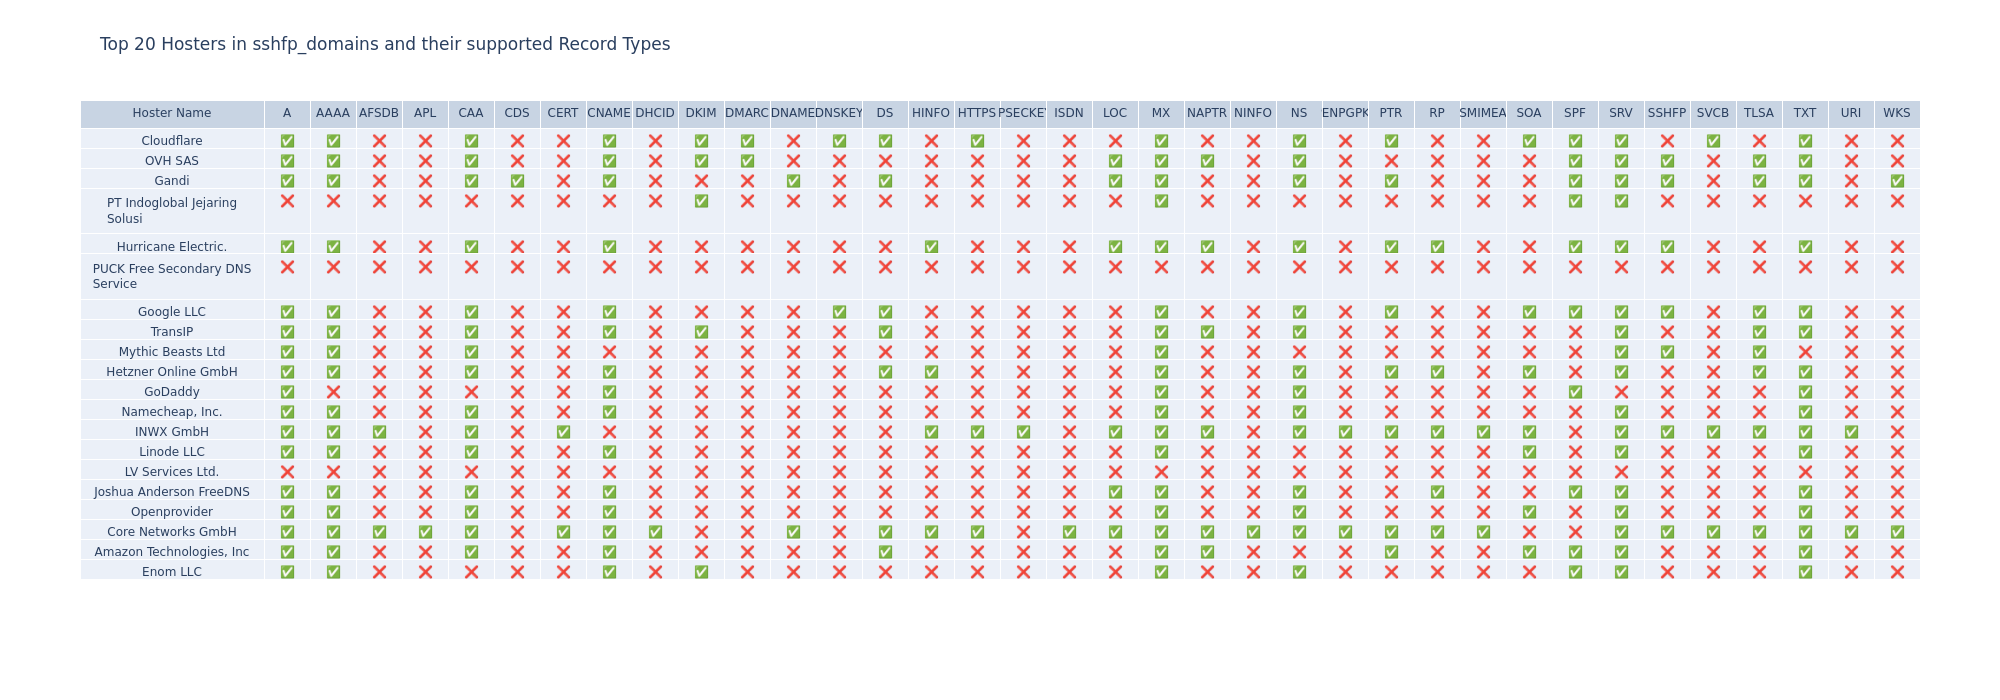 Top 20 Hosters in sshfp_domains and their supported Record Types
Hoster Name A AAAA AFSDB APL CAA CDS CERT CNAME DHCID DKIM DMARC DNAME DNSKEY DS HINFO HTTPS PSECKEY ISDN LOC MX NAPTR NINFO NS ENPGPK PTR RP SMIMEA SOA SPF SRV SSHFP SVCB TLSA TXT URI WKS
Cloudflare
OVH SAS
Gandi
PT Indoglobal Jejaring
Solusi
Hurricane Electric.
PUCK Free Secondary DNS
Service
Google LLC
TransIP
Mythic Beasts Ltd
Hetzner Online GmbH
GoDaddy
Namecheap, Inc.
INWX GmbH
Linode LLC
LV Services Ltd.
Joshua Anderson FreeDNS
Openprovider
Core Networks GmbH
Amazon Technologies, Inc
Enom LLC